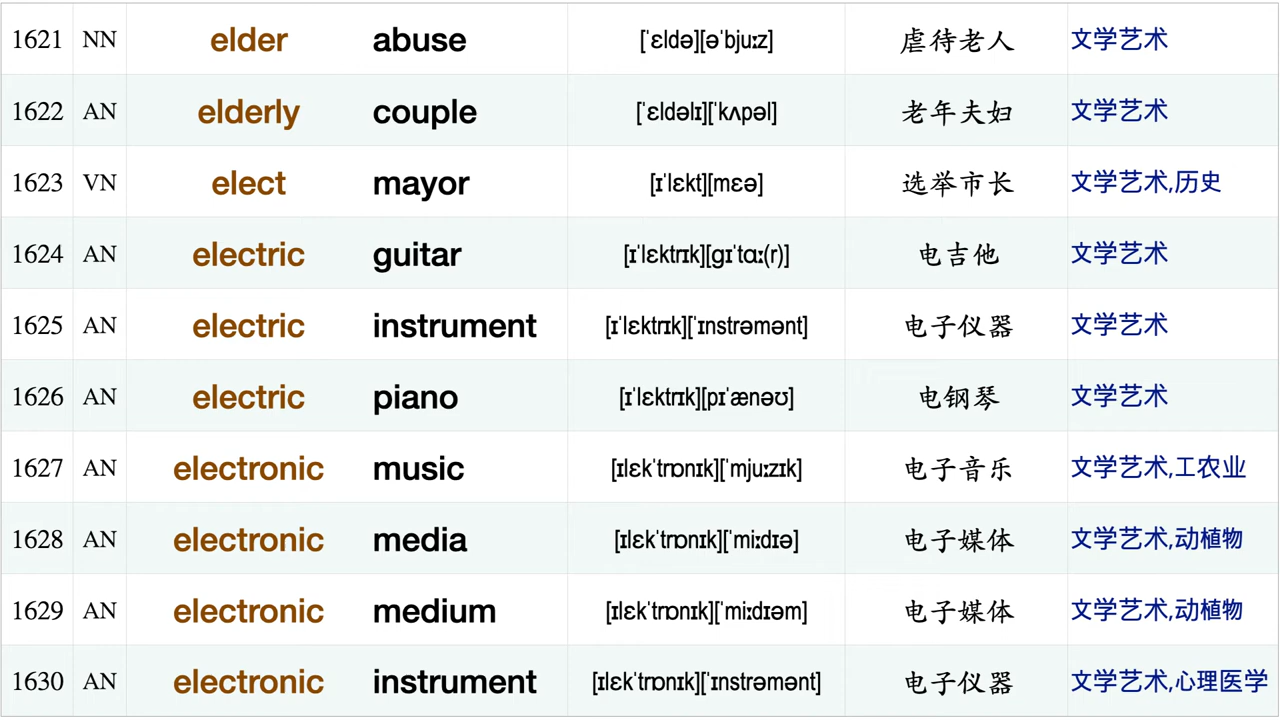 1621 NN elder abuse [ˈɛldə][əˈbjuːz] 虐待老人 文学艺术
1622 AN elderly couple [ˈɛldəlɪ][ˈkʌpəl] 老年夫妇 文学艺术
1623 VN elect mayor [ɪˈlɛkt][mɛə] 选举市长 文学艺术,历史
1624 AN electric guitar [ɪˈlɛktrɪk][gɪˈtɑː(r)] 电吉他 文学艺术
1625 AN electric instrument [ɪˈlɛktrɪk][ˈɪnstrəmənt] 电子仪器 文学艺术
1626 AN electric piano [ɪˈlɛktrɪk][pɪˈænəʊ] 电钢琴 文学艺术
1627 AN electronic music [ɪlɛkˈtrɒnɪk][ˈmjuːzɪk] 电子音乐 文学艺术,工农业
1628 AN electronic media [ɪlɛkˈtrɒnɪk][ˈmiːdɪə] 电子媒体 文学艺术,动植物
1629 AN electronic medium [ɪlɛkˈtrɒnɪk][ˈmiːdɪəm] 电子媒体 文学艺术,动植物
1630 AN electronic instrument [ɪlɛkˈtrɒnɪk][ˈɪnstrəmənt] 电子仪器 文学艺术,心理医学